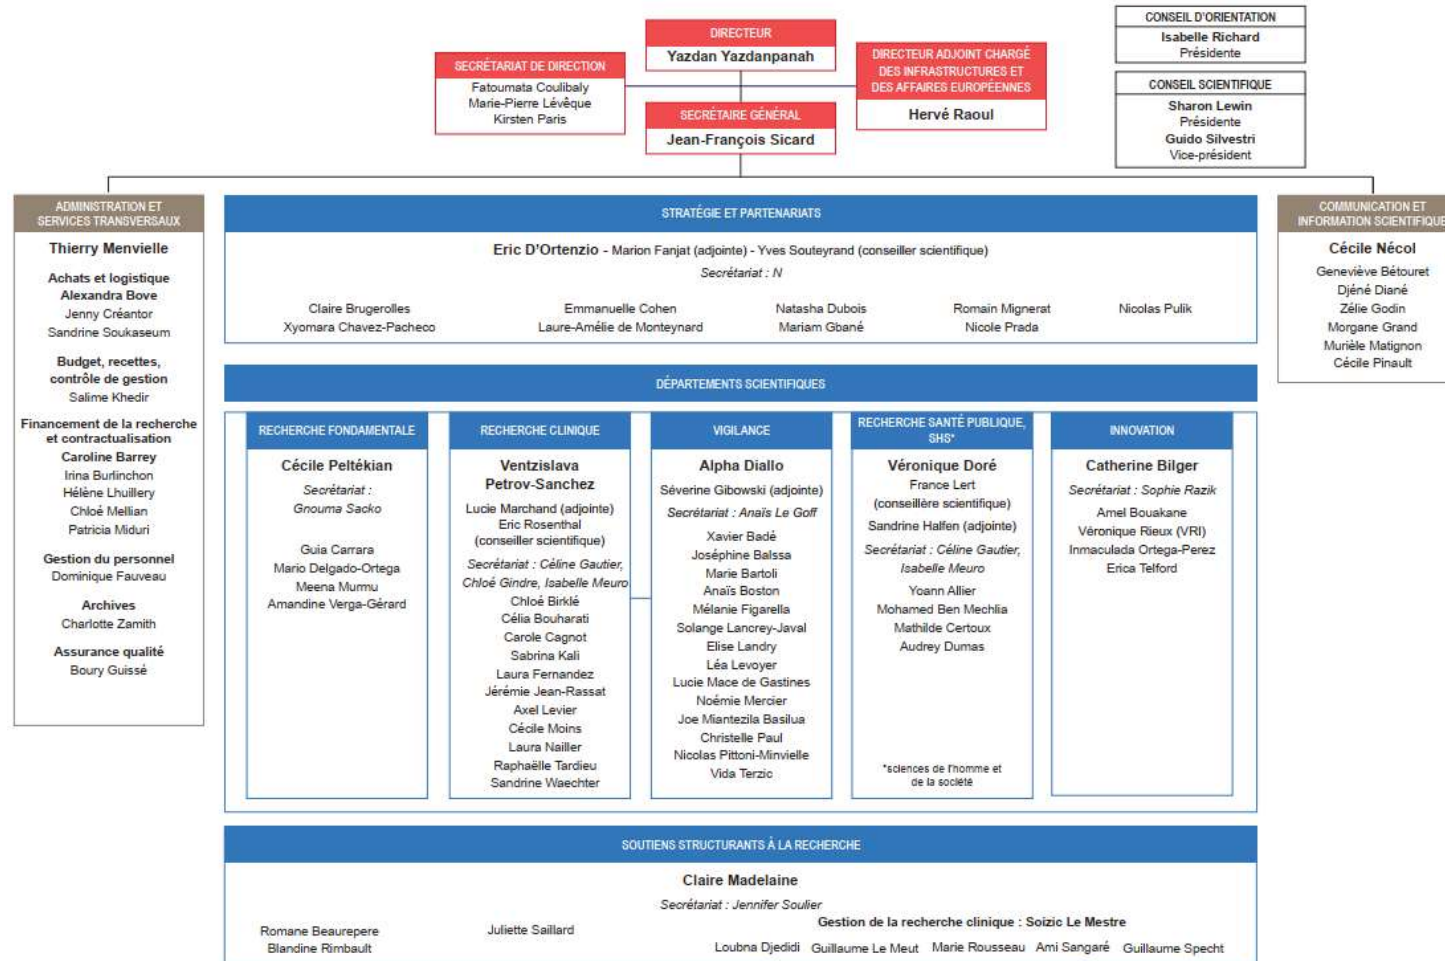 DIRECTEUR
Yazdan Yazdanpanah
SECRÉTARIAT DE DIRECTION
Fatoumata Coulibaly
Marie-Pierre Lévêque
Kirsten Paris
DIRECTEUR ADJOINT CHARGÉ
DES INFRASTRUCTURES ET
DES AFFAIRES EUROPÉENNES
Hervé Raoul
SECRÉTAIRE GÉNÉRAL
Jean-François Sicard
CONSEIL D'ORIENTATION
Isabelle Richard
Présidente
CONSEIL SCIENTIFIQUE
Sharon Lewin
Présidente
Guido Silvestri
Vice-président
ADMINISTRATION ET
SERVICES TRANSVERSAUX
Thierry Menvielle
Achats et logistique
Alexandra Bove
Jenny Créantor
Sandrine Soukaseum
Budget, recettes,
contrôle de gestion
Salime Khedir
Financement de la recherche
et contractualisation
Caroline Barrey
Irina Burlinchon
Hélène Lhuillery
Chloé Mellian
Patricia Miduri
Gestion du personnel
Dominique Fauveau
Archives
Charlotte Zamith
Assurance qualité
Boury Guissé
STRATÉGIE ET PARTENARIATS
Eric D'Ortenzio - Marion Fanjat (adjointe) - Yves Souteyrand (conseiller scientifique)
Secrétariat : N
Claire Brugerolles
Xyomara Chavez-Pacheco
Emmanuelle Cohen
Laure-Amélie de Monteynard
Natasha Dubois
Mariam Gbané
Romain Mignerat
Nicole Prada
Nicolas Pulik
COMMUNICATION ET
INFORMATION SCIENTIFIQUE
Cécile Nécol
Geneviève Bétouret
Djéné Diané
Zélie Godin
Morgane Grand
Murièle Matignon
Cécile Pinault
DÉPARTEMENTS SCIENTIFIQUES
RECHERCHE FONDAMENTALE
Cécile Peltékian
Secrétariat :
Gnouma Sacko
Guia Carrara
Mario Delgado-Ortega
Meena Murmu
Amandine Verga-Gérard
RECHERCHE CLINIQUE
Ventzislava
Petrov-Sanchez
Lucie Marchand (adjointe)
Eric Rosenthal
(conseiller scientifique)
Secrétariat : Céline Gautier,
Chloé Gindre, Isabelle Meuro
Chloé Birklé
Célia Bouharati
Carole Cagnot
Sabrina Kali
Laura Fernandez
Jérémie Jean-Rassat
Axel Levier
Cécile Moins
Laura Nailler
Raphaëlle Tardieu
Sandrine Waechter
VIGILANCE
Alpha Diallo
Séverine Gibowski (adjointe)
Secrétariat : Anaïs Le Goff
Xavier Badé
Joséphine Balssa
Marie Bartoli
Anaïs Boston
Mélanie Figarella
Solange Lancrey-Javal
Elise Landry
Léa Levoyer
Lucie Mace de Gastines
Noémie Mercier
Joe Miantezila Basilua
Christelle Paul
Nicolas Pittoni-Minvielle
Vida Terzic
RECHERCHE SANTÉ PUBLIQUE,
SHS*
Véronique Doré
France Lert
(conseillère scientifique)
Sandrine Halfen (adjointe)
Secrétariat : Céline Gautier,
Isabelle Meuro
Yoann Allier
Mohamed Ben Mechlia
Mathilde Certoux
Audrey Dumas
*sciences de l'homme et
de la société
INNOVATION
Catherine Bilger
Secrétariat : Sophie Razik
Amel Bouakane
Véronique Rieux (VRI)
Inmaculada Ortega-Perez
Erica Telford
SOUTIENS STRUCTURANTS À LA RECHERCHE
Claire Madelaine
Secrétariat : Jennifer Soulier
Romane Beaurepere
Blandine Rimbault
Juliette Saillard
Gestion de la recherche clinique : Soizic Le Mestre
Loubna Djedidi Guillaume Le Meut Marie Rousseau Ami Sangaré Guillaume Specht